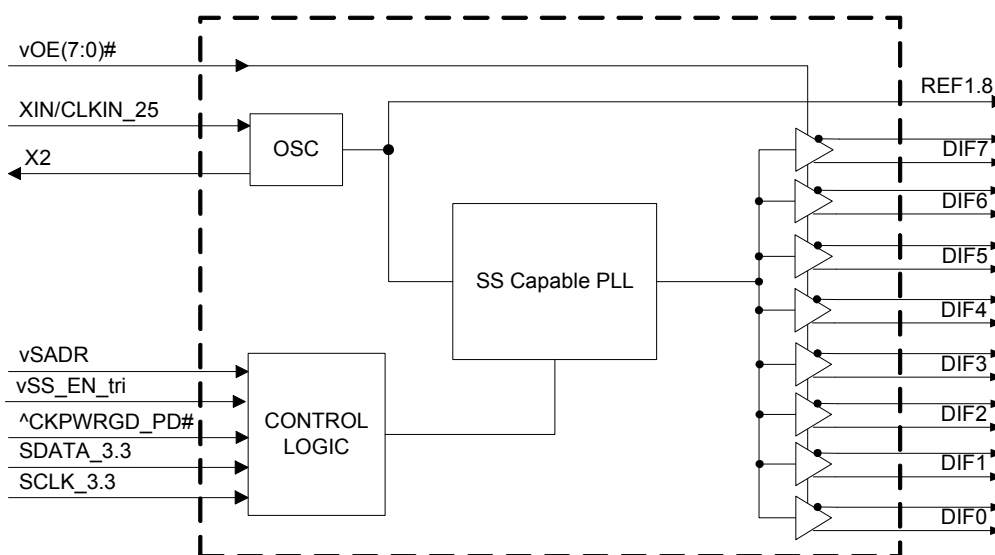 vOE(7:0)#
REF1.8
XIN/CLKIN_25
OSC
X2
DIF7
DIF6
DIF5
SS Capable PLL
DIF4
vSADR
DIF3
vSS_EN_tri
^CKPWRGD_PD#
CONTROL
LOGIC
DIF2
SDATA_3.3
DIF1
SCLK_3.3
DIF0